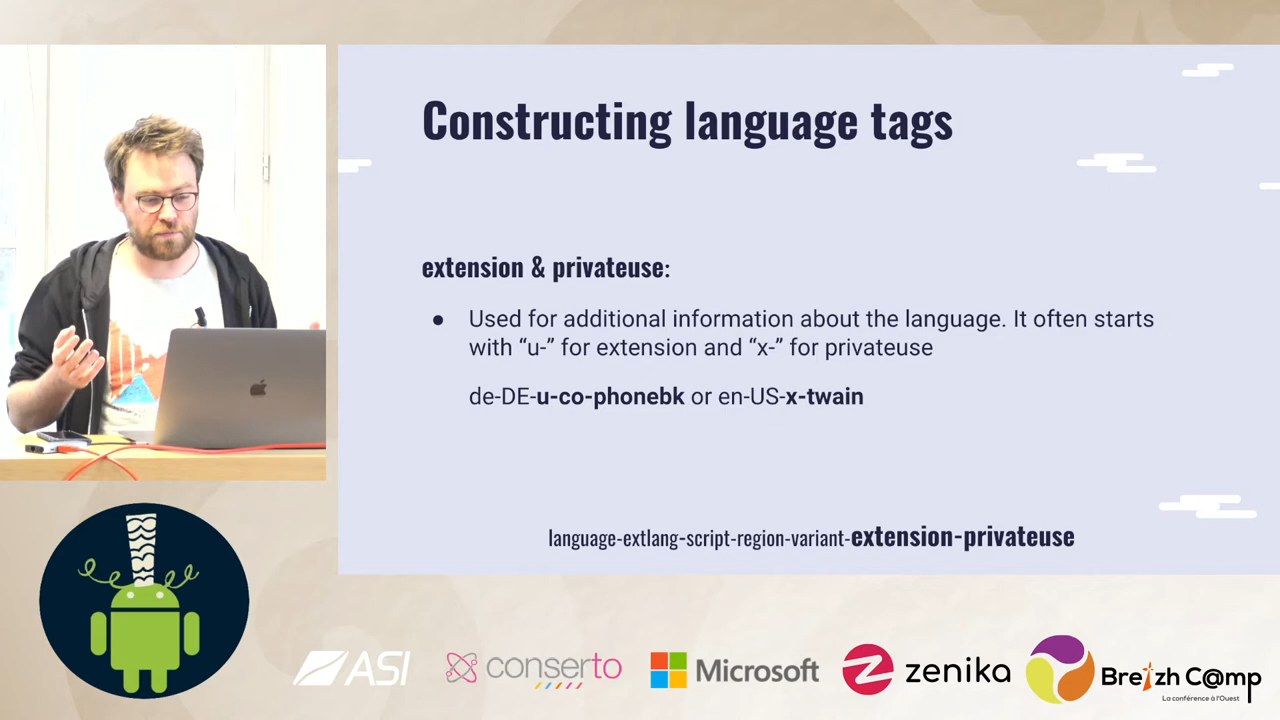 Constructing language tags
extension & privateuse:
● Used for additional information about the language. It often starts
with “u-” for extension and “x-” for privateuse
de-DE-u-co-phonebk or en-US-x-twain
language-extlang-script-region-variant-extension-privateuse
ASI
conserto
Microsoft
zenika
Breizh C@mp
La conférence à l'Ouest